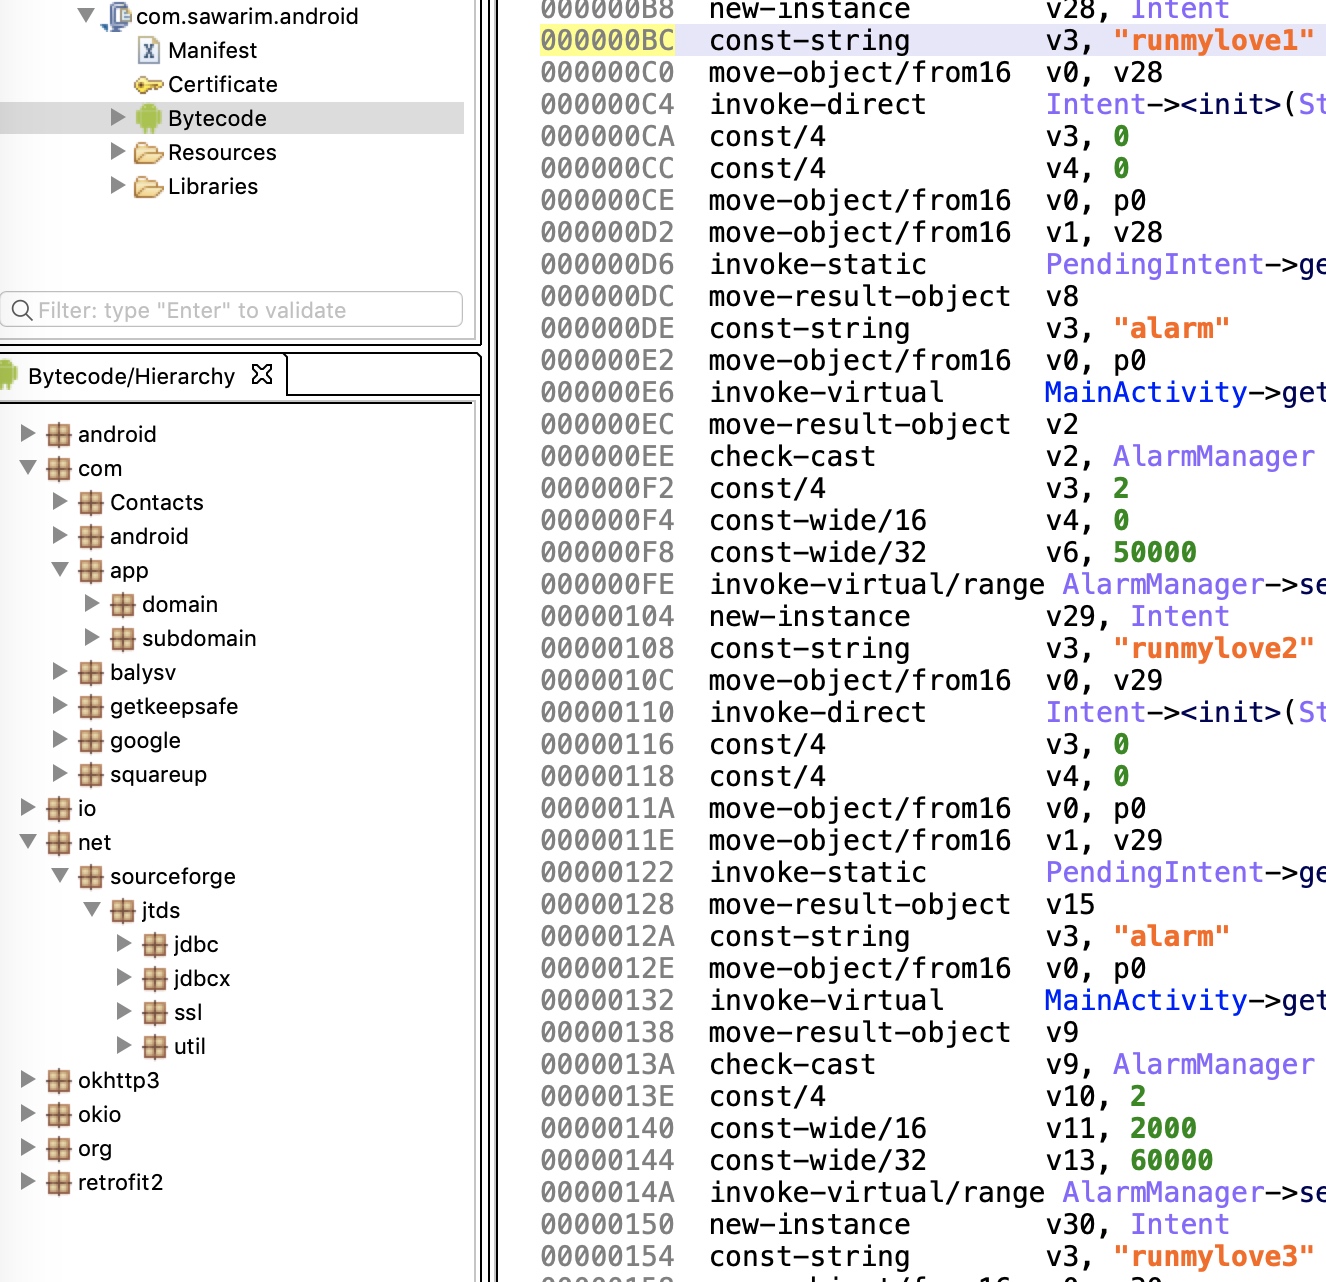 com.sawarim.android
Manifest
Certificate
Bytecode
Resources
Libraries
Filter: type "Enter" to validate
Bytecode/Hierarchy
android
com
Contacts
android
app
domain
subdomain
balysv
getkeepsafe
google
squareup
io
net
sourceforge
jtds
jdbc
jdbcx
ssl
util
okhttp3
okio
org
retrofit2
000000B8 new-instance v28, Intent
000000BC const-string v3, "runmylove1"
000000C0 move-object/from16 v0, v28
000000C4 invoke-direct Intent-><init>(St
000000CA const/4 v3, 0
000000CC const/4 v4, 0
000000CE move-object/from16 v0, p0
000000D2 move-object/from16 v1, v28
000000D6 invoke-static PendingIntent->ge
000000DC move-result-object v8
000000DE const-string v3, "alarm"
000000E2 move-object/from16 v0, p0
000000E6 invoke-virtual MainActivity->get
000000EC move-result-object v2
000000EE check-cast v2, AlarmManager
000000F2 const/4 v3, 2
000000F4 const-wide/16 v4, 0
000000F8 const-wide/32 v6, 50000
000000FE invoke-virtual/range AlarmManager->se
00000104 new-instance v29, Intent
00000108 const-string v3, "runmylove2"
0000010C move-object/from16 v0, v29
00000110 invoke-direct Intent-><init>(St
00000116 const/4 v3, 0
00000118 const/4 v4, 0
0000011A move-object/from16 v0, p0
0000011E move-object/from16 v1, v29
00000122 invoke-static PendingIntent->ge
00000128 move-result-object v15
0000012A const-string v3, "alarm"
0000012E move-object/from16 v0, p0
00000132 invoke-virtual MainActivity->get
00000138 move-result-object v9
0000013A check-cast v9, AlarmManager
0000013E const/4 v10, 2
00000140 const-wide/16 v11, 2000
00000144 const-wide/32 v13, 60000
0000014A invoke-virtual/range AlarmManager->se
00000150 new-instance v30, Intent
00000154 const-string v3, "runmylove3"